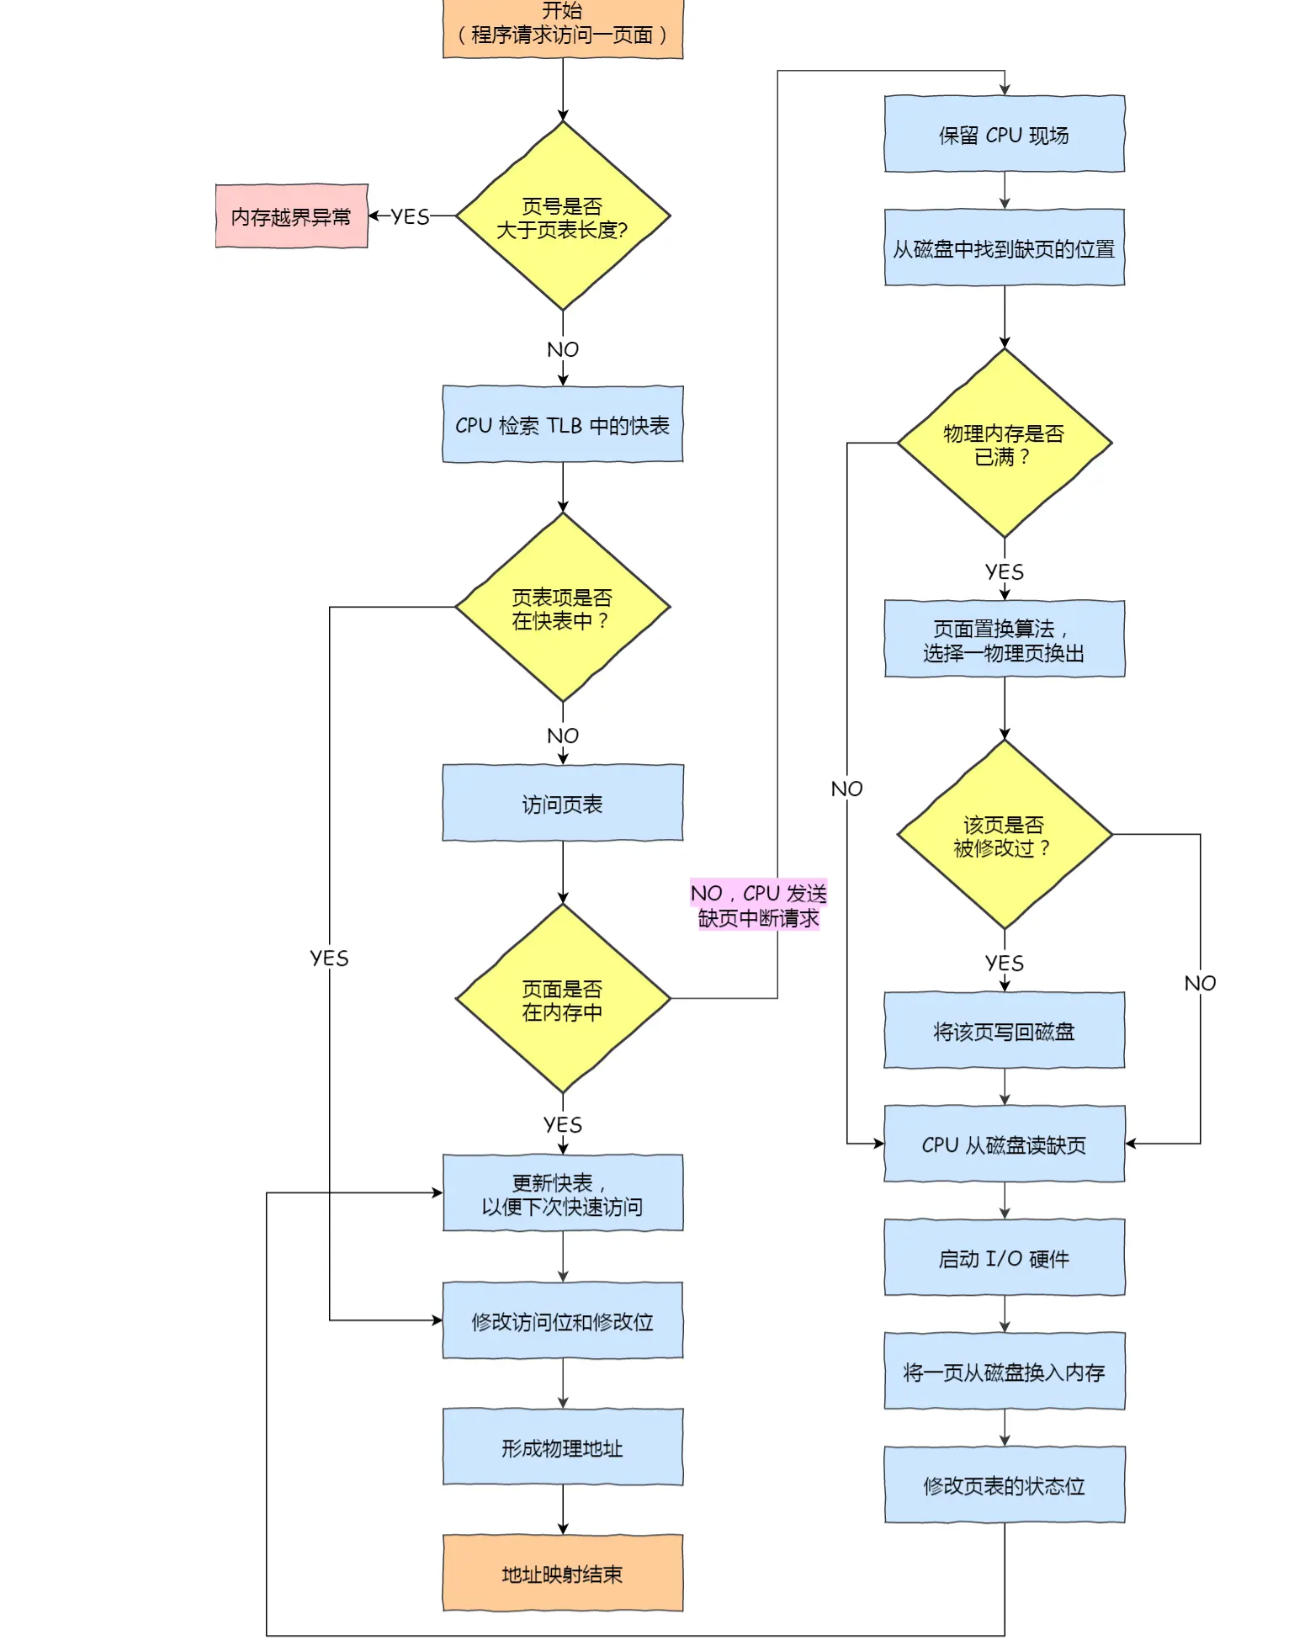 开始
（程序请求访问一页面）
页号是否
大于页表长度?
YES
内存越界异常
NO
CPU 检索 TLB 中的快表
页表项是否
在快表中？
YES
NO
访问页表
页面是否
在内存中
NO，CPU 发送
缺页中断请求
YES
更新快表，
以便下次快速访问
修改访问位和修改位
形成物理地址
地址映射结束
保留 CPU 现场
从磁盘中找到缺页的位置
物理内存是否
已满？
NO
YES
页面置换算法，
选择一物理页换出
该页是否
被修改过？
YES
NO
将该页写回磁盘
CPU 从磁盘读缺页
启动 I/O 硬件
将一页从磁盘换入内存
修改页表的状态位